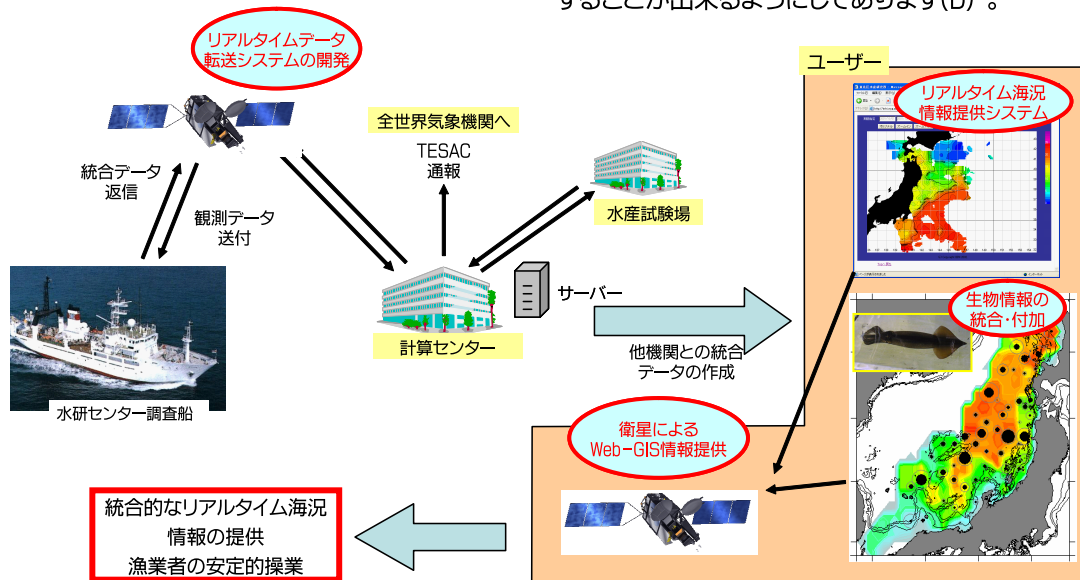 することが出来るようにしてあります(D) 。
リアルタイムデータ
転送システムの開発
ユーザー
リアルタイム海況
情報提供システム
全世界気象機関へ
TESAC
通報
統合データ
返信
観測データ
送付
水産試験場
サーバー
計算センター
生物情報の
統合・付加
他機関との統合
データの作成
水研センター調査船
衛星による
Web-GIS情報提供
統合的なリアルタイム海況
情報の提供
漁業者の安定的操業